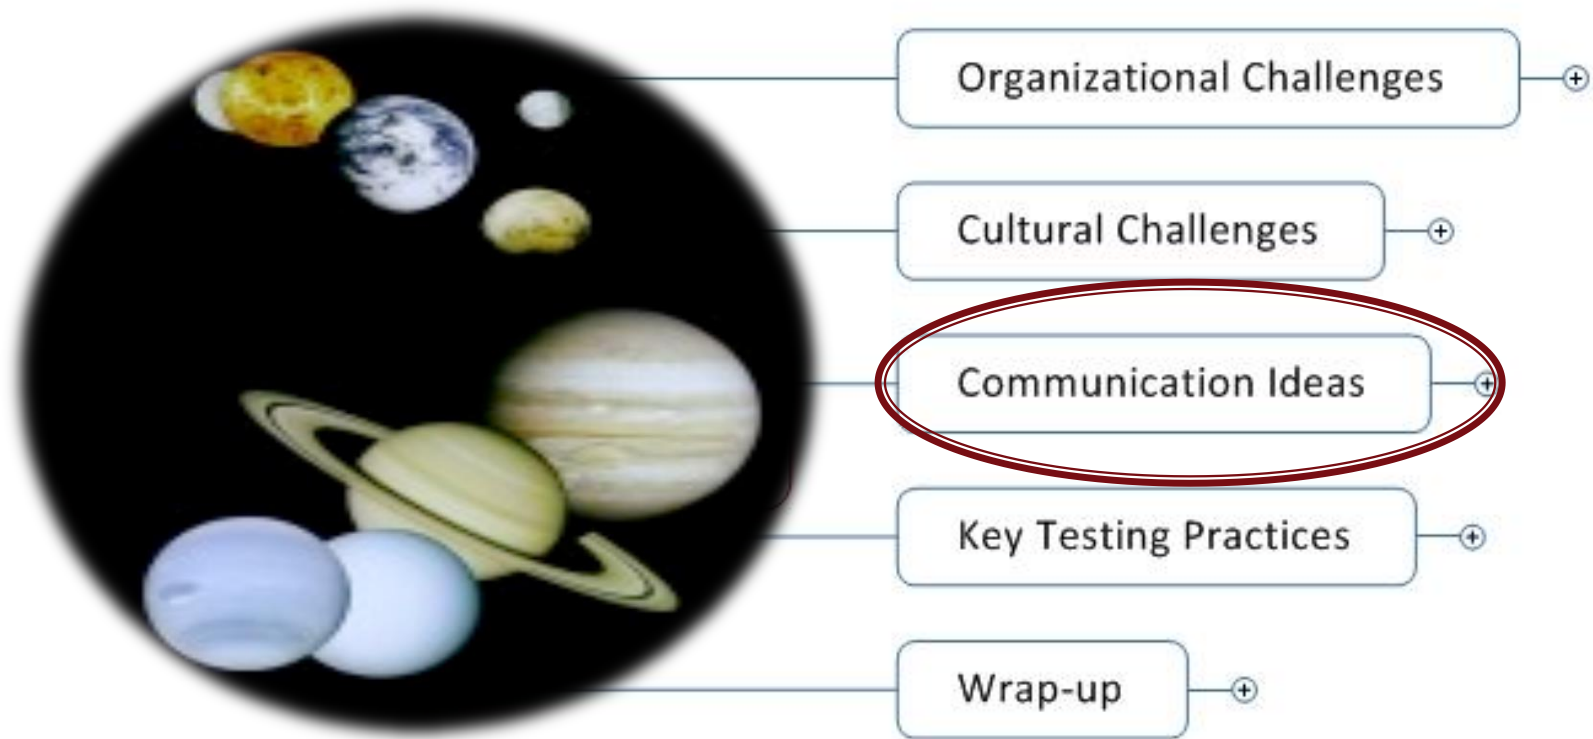 Organizational Challenges
Cultural Challenges
Communication Ideas
Key Testing Practices
Wrap-up